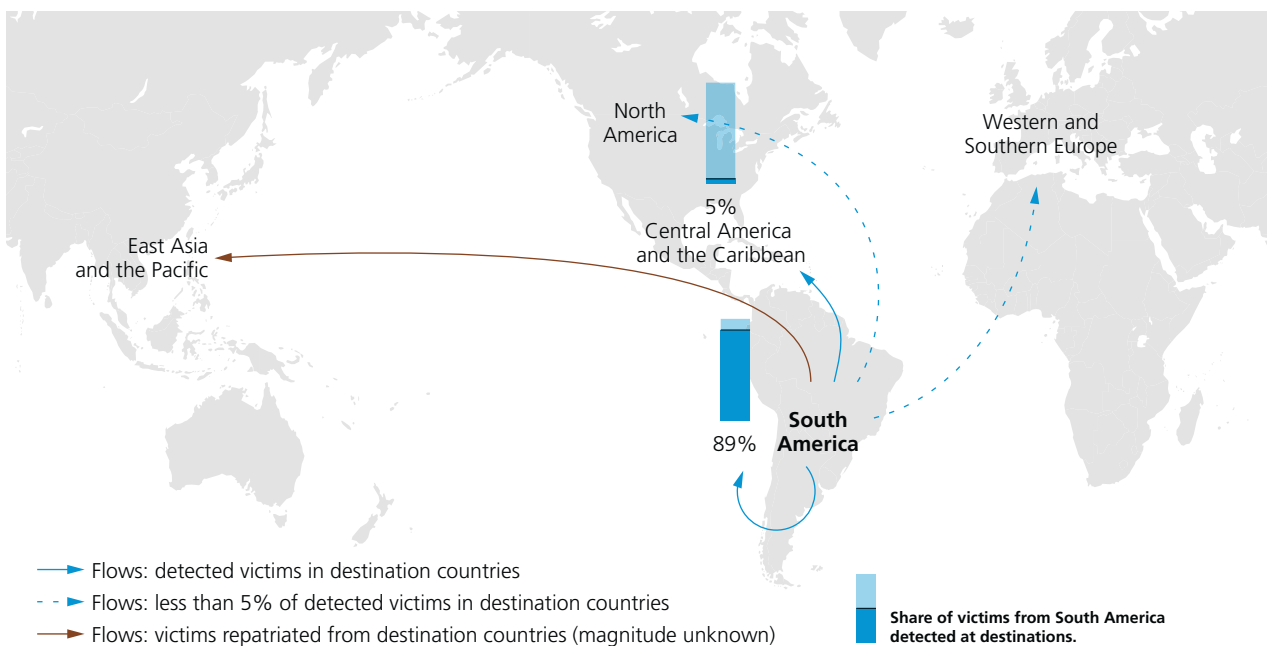 North
America
Western and
Southern Europe
5%
Central America
and the Caribbean
East Asia
and the Pacific
89%
South
America
Flows: detected victims in destination countries
Flows: less than 5% of detected victims in destination countries
Flows: victims repatriated from destination countries (magnitude unknown)
Share of victims from South America
detected at destinations.